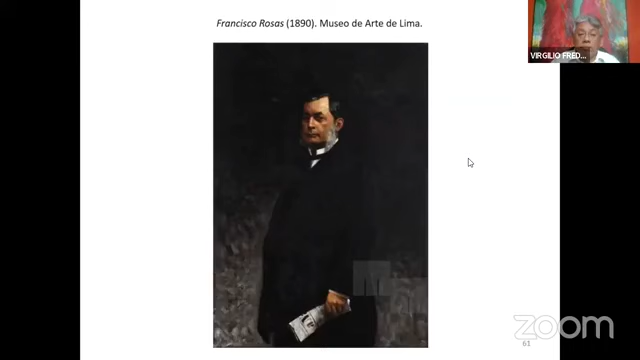 Francisco Rosas (1890). Museo de Arte de Lima.
VIRGILIO FRED...
zoom
61